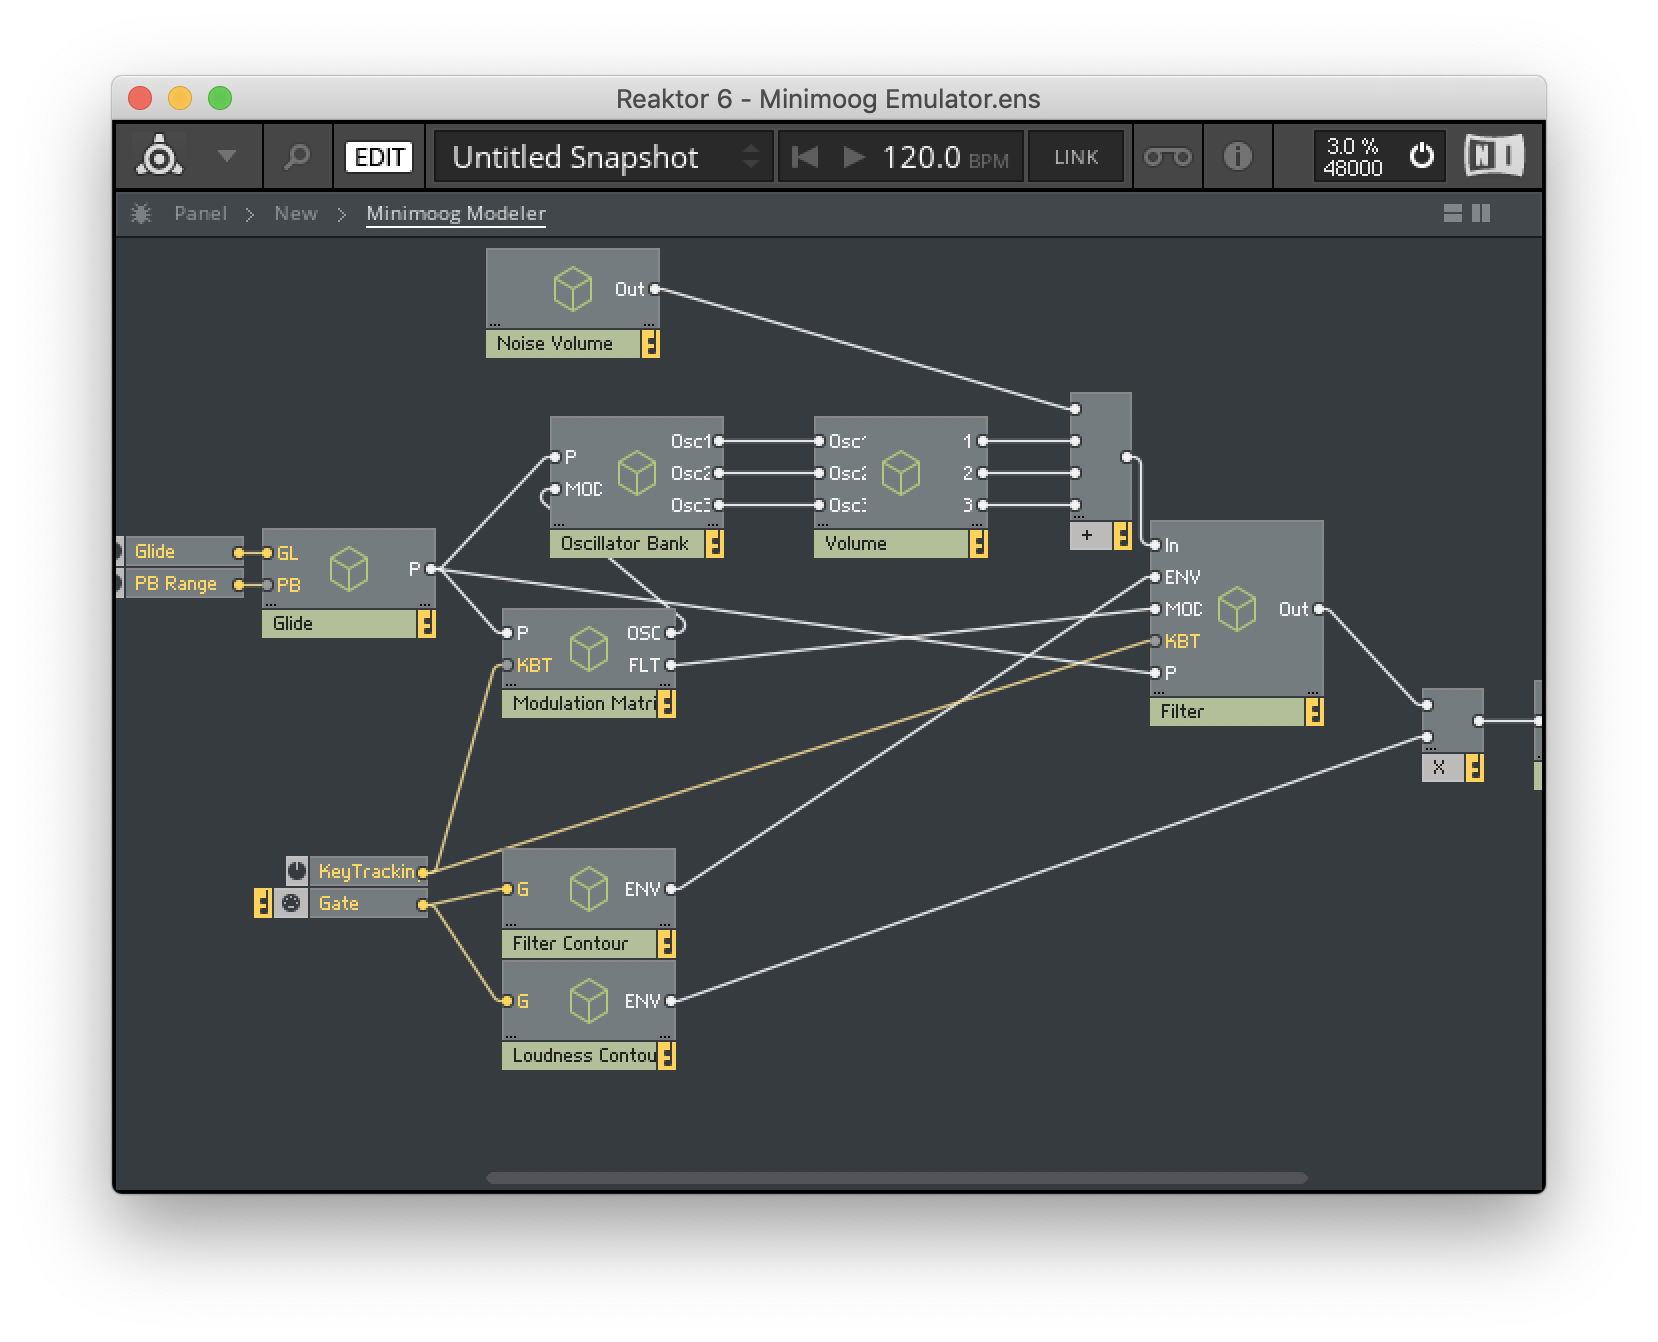 Reaktor 6 - Minimoog Emulator.ens
EDIT Untitled Snapshot 120.0 BPM LINK 3.0 % 48000 NI
Panel > New > Minimoog Modeler
Out
Noise Volume
P MOD Osc1 Osc2 Osc3
Oscillator Bank
Osc1 Osc2 Osc3 1 2 3
Volume
+
Glide
PB Range
GL PB P
Glide
P KBT OSC FLT
Modulation Matri
In ENV MOD KBT P Out
Filter
X
KeyTrackin
Gate
G ENV
Filter Contour
G ENV
Loudness Contou